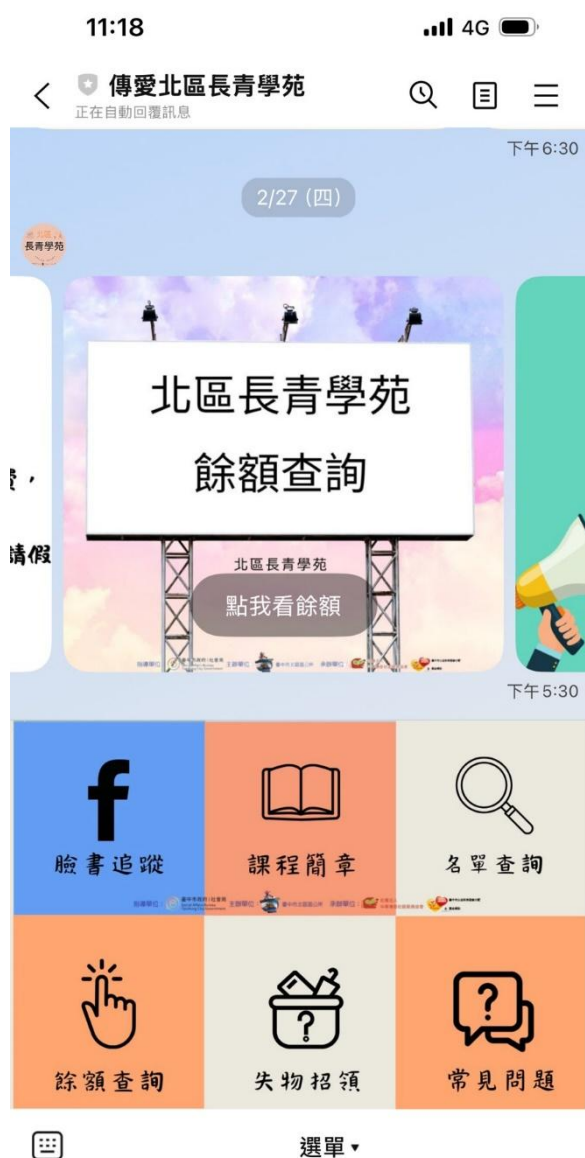 11:18
4G
傳愛北區長青學苑
正在自動回覆訊息
下午6:30
2/27 (四)
長青學苑
北區長青學苑
餘額查詢
請假
北區長青學苑
點我看餘額
下午5:30
臉書追蹤
課程簡章
名單查詢
餘額查詢
失物招領
常見問題
選單